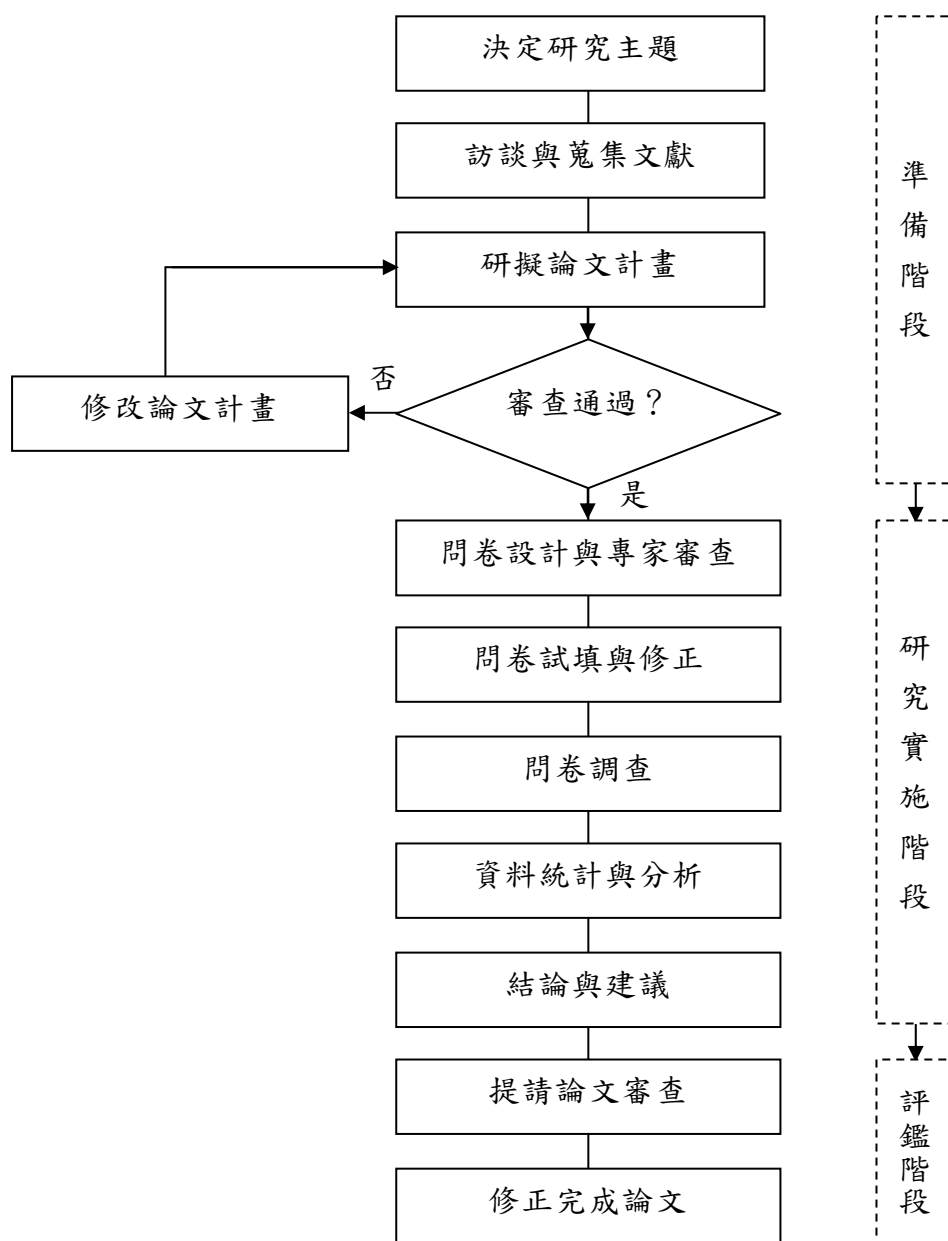 決定研究主題
訪談與蒐集文獻
研擬論文計畫
審查通過？
否
修改論文計畫
是
問卷設計與專家審查
問卷試填與修正
問卷調查
資料統計與分析
結論與建議
提請論文審查
修正完成論文
準備階段
研究實施階段
評鑑階段